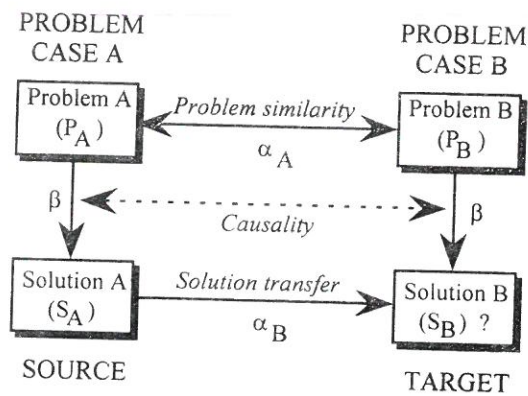 PROBLEM
CASE A
PROBLEM
CASE B
Problem A
(P_A)
Problem similarity
α_A
Problem B
(P_B)
β
Causality
β
Solution A
(S_A)
Solution transfer
α_B
Solution B
(S_B) ?
SOURCE
TARGET